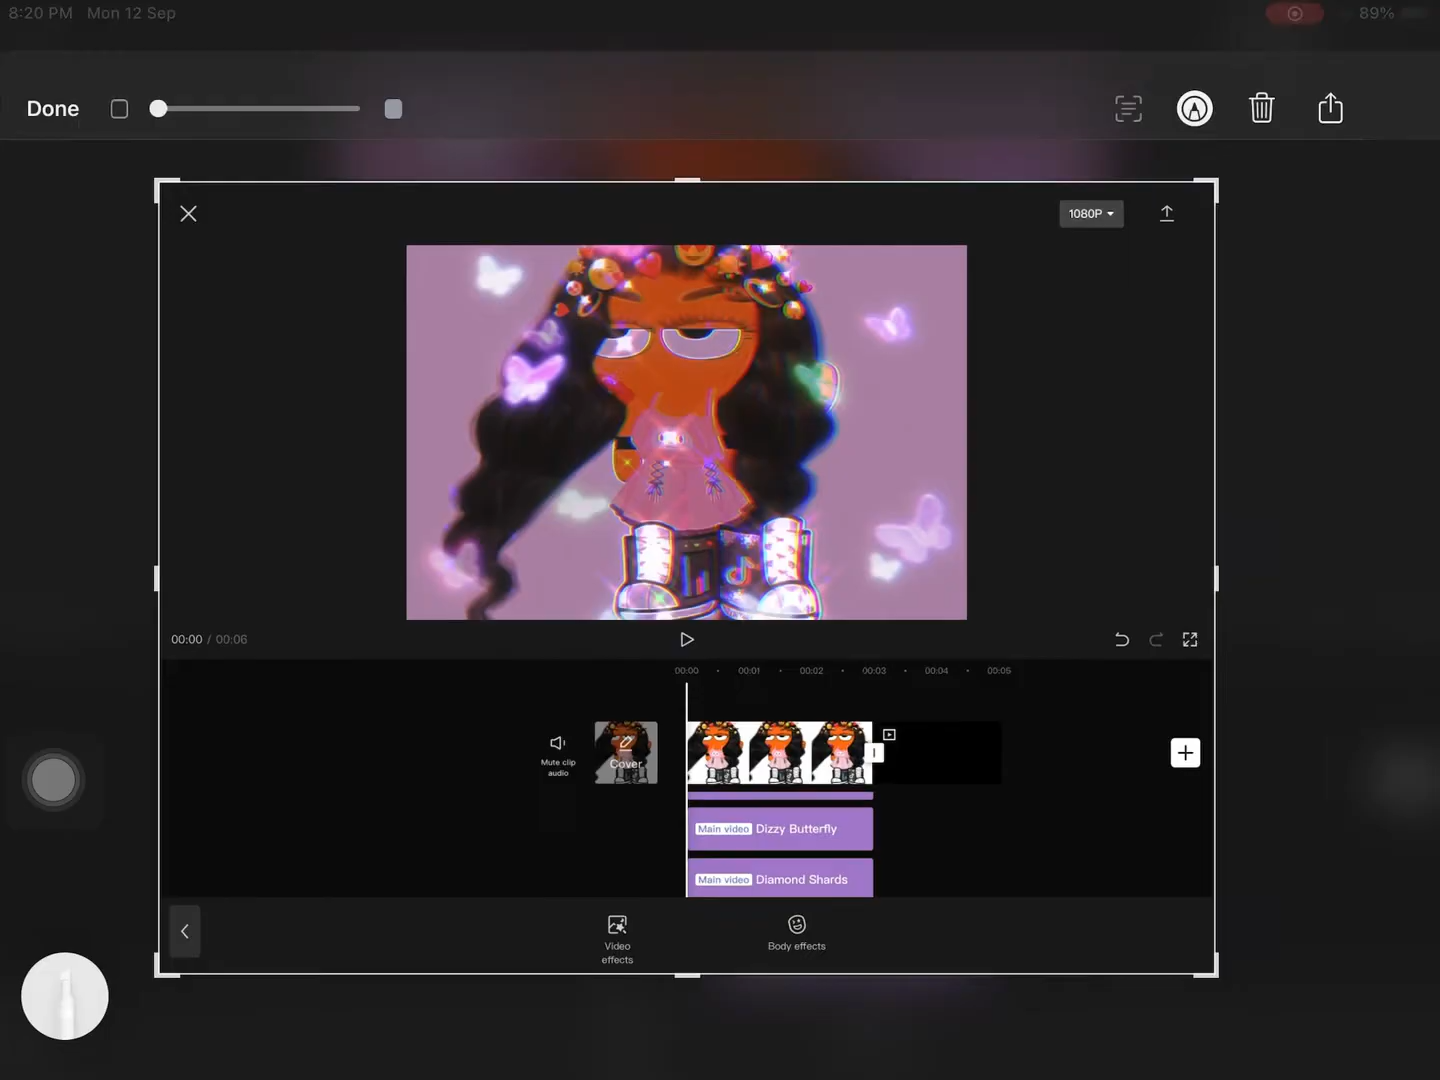 8:20 PM Mon 12 Sep
89%
Done
1080P
00:00 / 00:06
00:00 00:01 00:02 00:03 00:04 00:05
Mute clip
audio
Cover
Main video Dizzy Butterfly
Main video Diamond Shards
Video
effects
Body effects